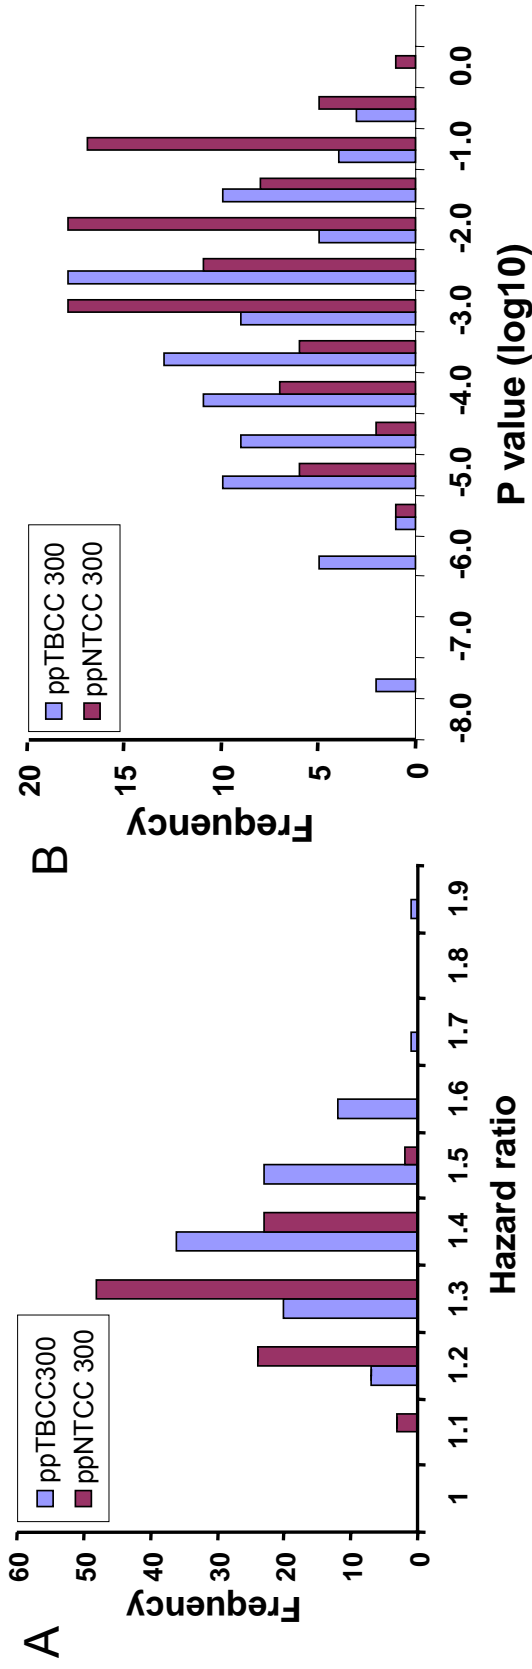 A
60
50
40
30
20
10
0
Frequency
ppTBCC300
ppNTCC 300
1 1.1 1.2 1.3 1.4 1.5 1.6 1.7 1.8 1.9
Hazard ratio
B
20
15
10
5
0
Frequency
ppTBCC 300
ppNTCC 300
-8.0 -7.0 -6.0 -5.0 -4.0 -3.0 -2.0 -1.0 0.0
P value (log10)